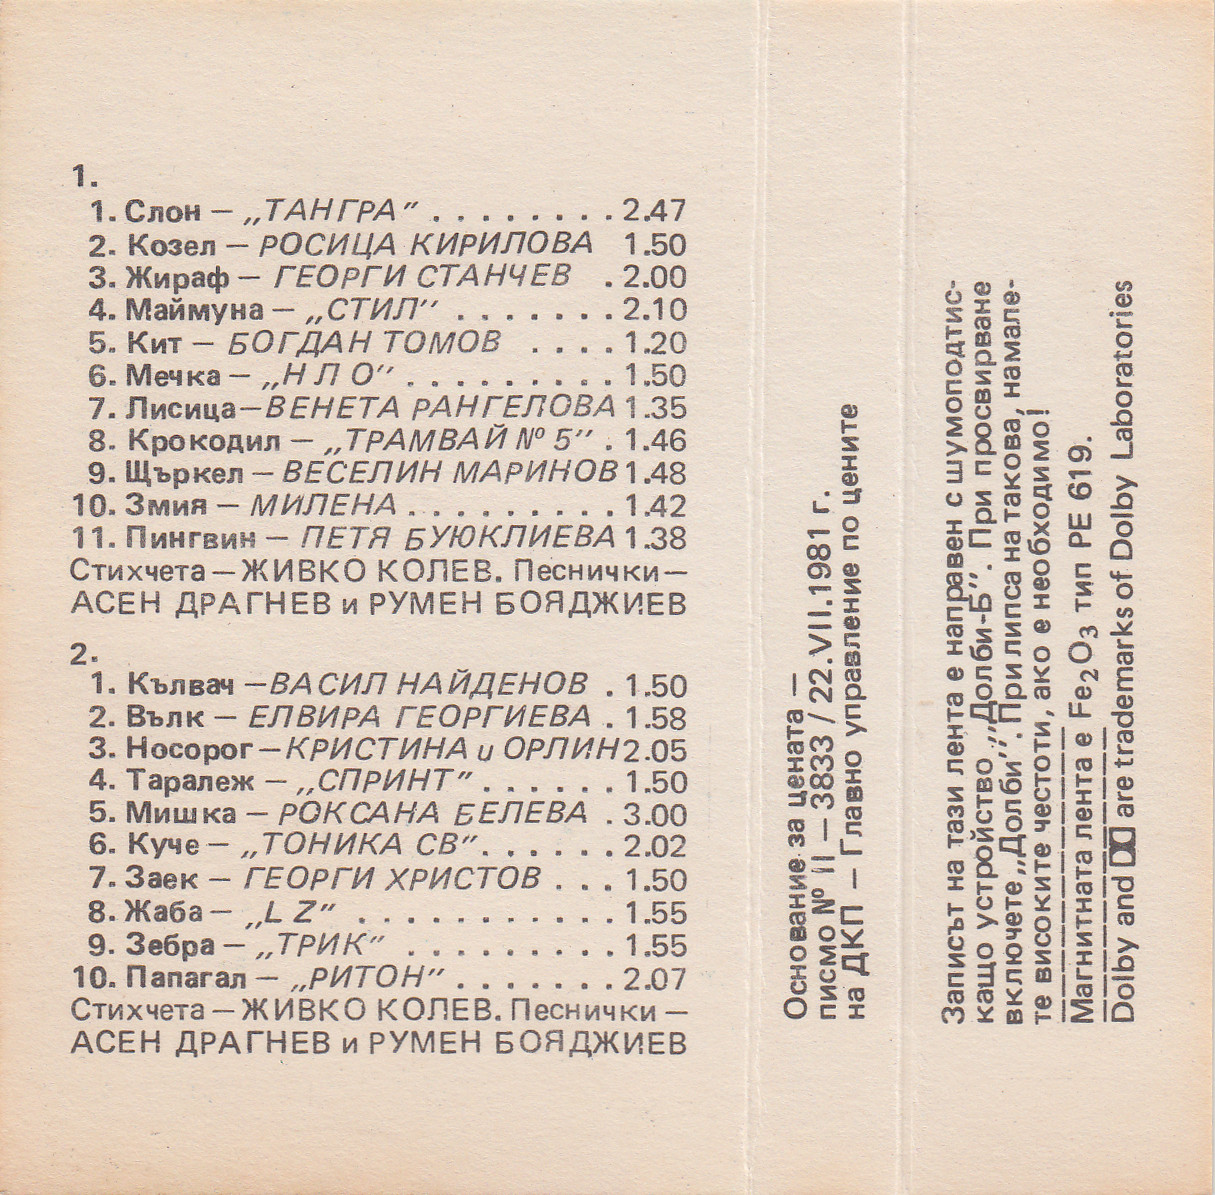 1.
1. Слон – „ТАНГРА” . . . . . . . . 2.47
2. Козел – РОСИЦА КИРИЛОВА 1.50
3. Жираф – ГЕОРГИ СТАНЧЕВ . 2.00
4. Маймуна – „СТИЛ” . . . . . . . 2.10
5. Кит – БОГДАН ТОМОВ . . . . 1.20
6. Мечка – „Н Л О” . . . . . . . . . 1.50
7. Лисица – ВЕНЕТА РАНГЕЛОВА 1.35
8. Крокодил – „ТРАМВАЙ № 5” . 1.46
9. Щъркел – ВЕСЕЛИН МАРИНОВ 1.48
10. Змия – МИЛЕНА . . . . . . . . . 1.42
11. Пингвин – ПЕТЯ БУЮКЛИЕВА 1.38
Стихчета – ЖИВКО КОЛЕВ. Песнички –
АСЕН ДРАГНЕВ и РУМЕН БОЯДЖИЕВ
2.
1. Кълвач – ВАСИЛ НАЙДЕНОВ . 1.50
2. Вълк – ЕЛВИРА ГЕОРГИЕВА . 1.58
3. Носорог – КРИСТИНА и ОРЛИН 2.05
4. Таралеж – „СПРИНТ” . . . . . . 1.50
5. Мишка – РОКСАНА БЕЛЕВА . 3.00
6. Куче – „ТОНИКА СВ” . . . . . . 2.02
7. Заек – ГЕОРГИ ХРИСТОВ . . . 1.50
8. Жаба – „L Z” . . . . . . . . . . . 1.55
9. Зебра – „ТРИК” . . . . . . . . . 1.55
10. Папагал – „РИТОН” . . . . . . . 2.07
Стихчета – ЖИВКО КОЛЕВ. Песнички –
АСЕН ДРАГНЕВ и РУМЕН БОЯДЖИЕВ
Основание за цената –
писмо № II – 3833 / 22.VII.1981 г.
на ДКП – Главно управление по цените
Записът на тази лента е направен с шумоподтис-
кащо устройство „Долби-Б”. При просвирване
включете „Долби”. При липса на такова, намале-
те високите честоти, ако е необходимо!
Магнитната лента е Fe2O3 тип PE 619.
Dolby and are trademarks of Dolby Laboratories